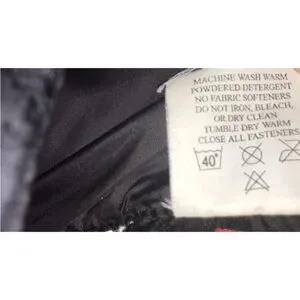 MACHINE WASH WARM
POWDERED DETERGENT
NO FABRIC SOFTENERS
DO NOT IRON, BLEACH,
OR DRY CLEAN
TUMBLE DRY WARM
CLOSE ALL FASTENERS
40°